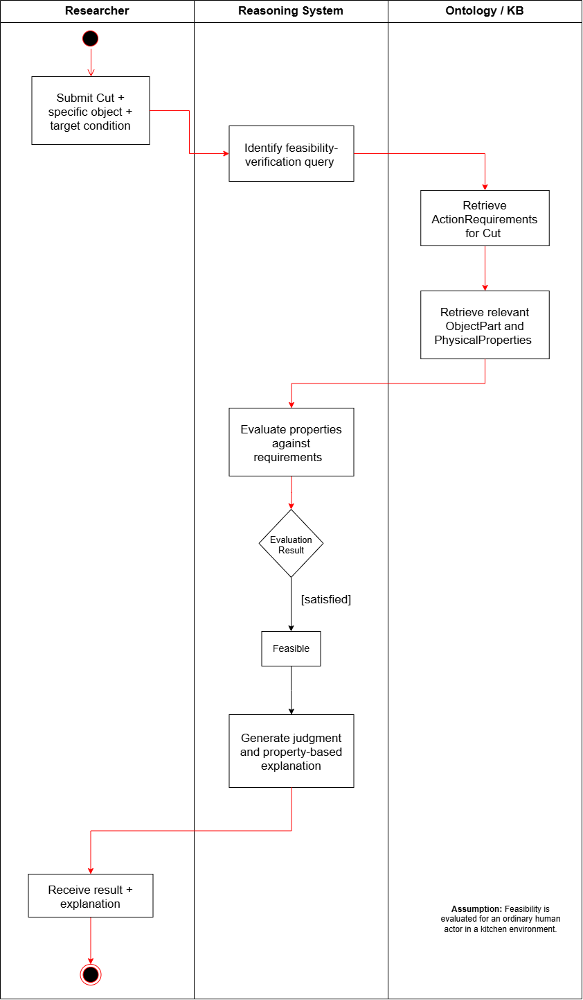 Researcher
Reasoning System
Ontology / KB
Submit Cut +
specific object +
target condition
Identify feasibility-
verification query
Retrieve
ActionRequirements
for Cut
Retrieve relevant
ObjectPart and
PhysicalProperties
Evaluate properties
against
requirements
Evaluation
Result
[satisfied]
Feasible
Generate judgment
and property-based
explanation
Receive result +
explanation
Assumption: Feasibility is
evaluated for an ordinary human
actor in a kitchen environment.